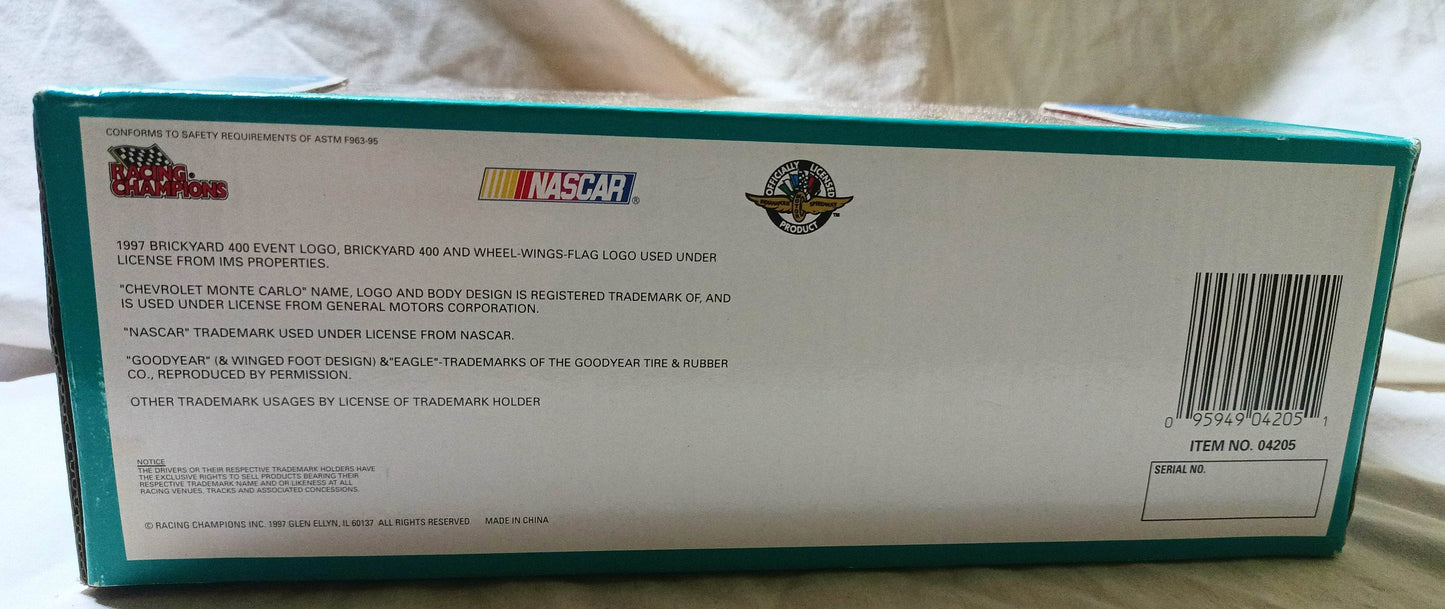 CONFORMS TO SAFETY REQUIREMENTS OF ASTM F963-95
RACING
CHAMPIONS
NASCAR ®
OFFICIALLY LICENSED
INDIANAPOLIS SPEEDWAY
PRODUCT
TM
1997 BRICKYARD 400 EVENT LOGO, BRICKYARD 400 AND WHEEL-WINGS-FLAG LOGO USED UNDER
LICENSE FROM IMS PROPERTIES.
"CHEVROLET MONTE CARLO" NAME, LOGO AND BODY DESIGN IS REGISTERED TRADEMARK OF, AND
IS USED UNDER LICENSE FROM GENERAL MOTORS CORPORATION.
"NASCAR" TRADEMARK USED UNDER LICENSE FROM NASCAR.
"GOODYEAR" (& WINGED FOOT DESIGN) &"EAGLE"-TRADEMARKS OF THE GOODYEAR TIRE & RUBBER
CO., REPRODUCED BY PERMISSION.
OTHER TRADEMARK USAGES BY LICENSE OF TRADEMARK HOLDER
0 95949 04205 1
ITEM NO. 04205
SERIAL NO.
NOTICE
THE DRIVERS OR THEIR RESPECTIVE TRADEMARK HOLDERS HAVE
THE EXCLUSIVE RIGHTS TO SELL PRODUCTS BEARING THEIR
RESPECTIVE TRADEMARK NAME AND OR LIKENESS AT ALL
RACING VENUES, TRACKS AND ASSOCIATED CONCESSIONS.
© RACING CHAMPIONS INC. 1997 GLEN ELLYN, IL 60137 ALL RIGHTS RESERVED MADE IN CHINA